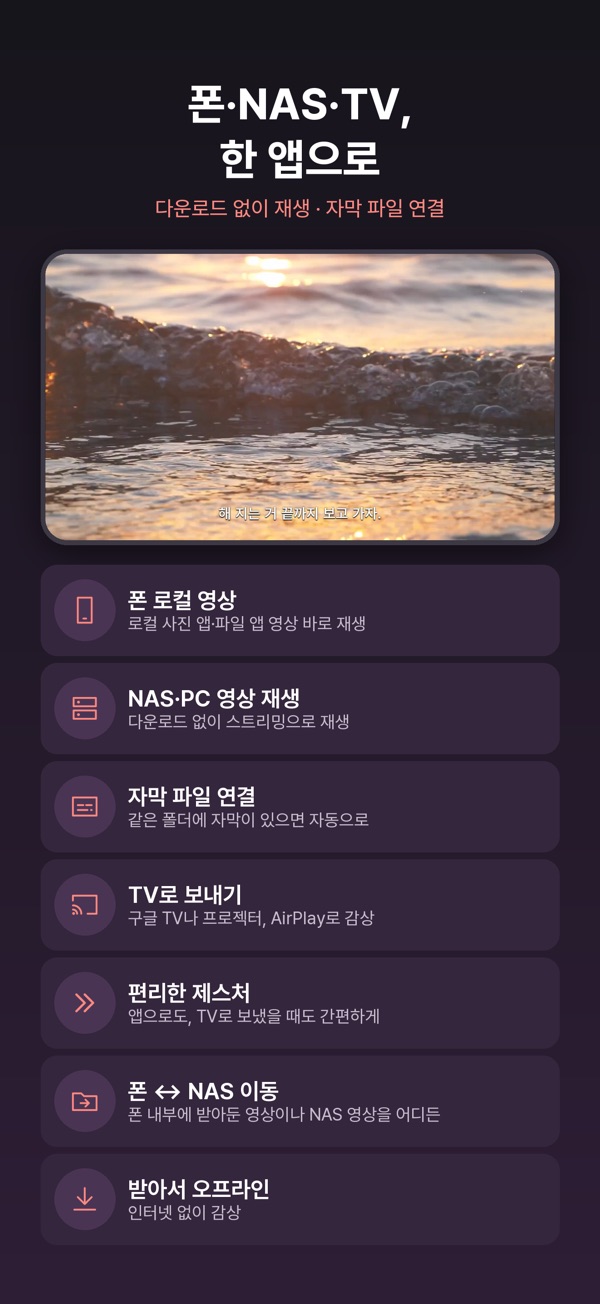 폰·NAS·TV,
한 앱으로
다운로드 없이 재생 · 자막 파일 연결
해 지는 거 끝까지 보고 가자.
폰 로컬 영상
로컬 사진 앱·파일 앱 영상 바로 재생
NAS·PC 영상 재생
다운로드 없이 스트리밍으로 재생
자막 파일 연결
같은 폴더에 자막이 있으면 자동으로
TV로 보내기
구글 TV나 프로젝터, AirPlay로 감상
편리한 제스처
앱으로도, TV로 보냈을 때도 간편하게
폰 ↔ NAS 이동
폰 내부에 받아둔 영상이나 NAS 영상을 어디든
받아서 오프라인
인터넷 없이 감상